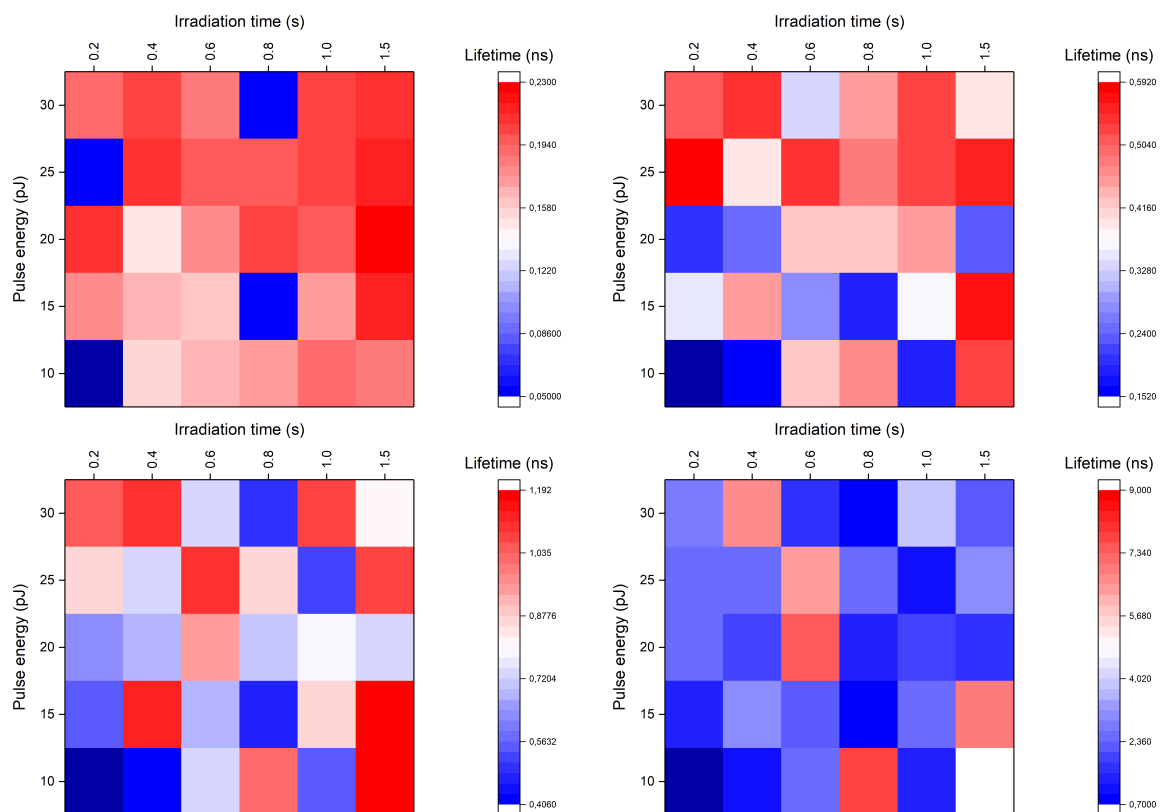 Irradiation time (s)
0.2 0.4 0.6 0.8 1.0 1.5
Lifetime (ns)
Pulse energy (pJ)
30
25
20
15
10
0,2300
0,1940
0,1580
0,1220
0,08600
0,05000
Irradiation time (s)
0.2 0.4 0.6 0.8 1.0 1.5
Lifetime (ns)
Pulse energy (pJ)
30
25
20
15
10
0,5920
0,5040
0,4160
0,3280
0,2400
0,1520
Irradiation time (s)
0.2 0.4 0.6 0.8 1.0 1.5
Lifetime (ns)
Pulse energy (pJ)
30
25
20
15
10
1,192
1,035
0,8776
0,7204
0,5632
0,4060
Irradiation time (s)
0.2 0.4 0.6 0.8 1.0 1.5
Lifetime (ns)
Pulse energy (pJ)
30
25
20
15
10
9,000
7,340
5,680
4,020
2,360
0,7000